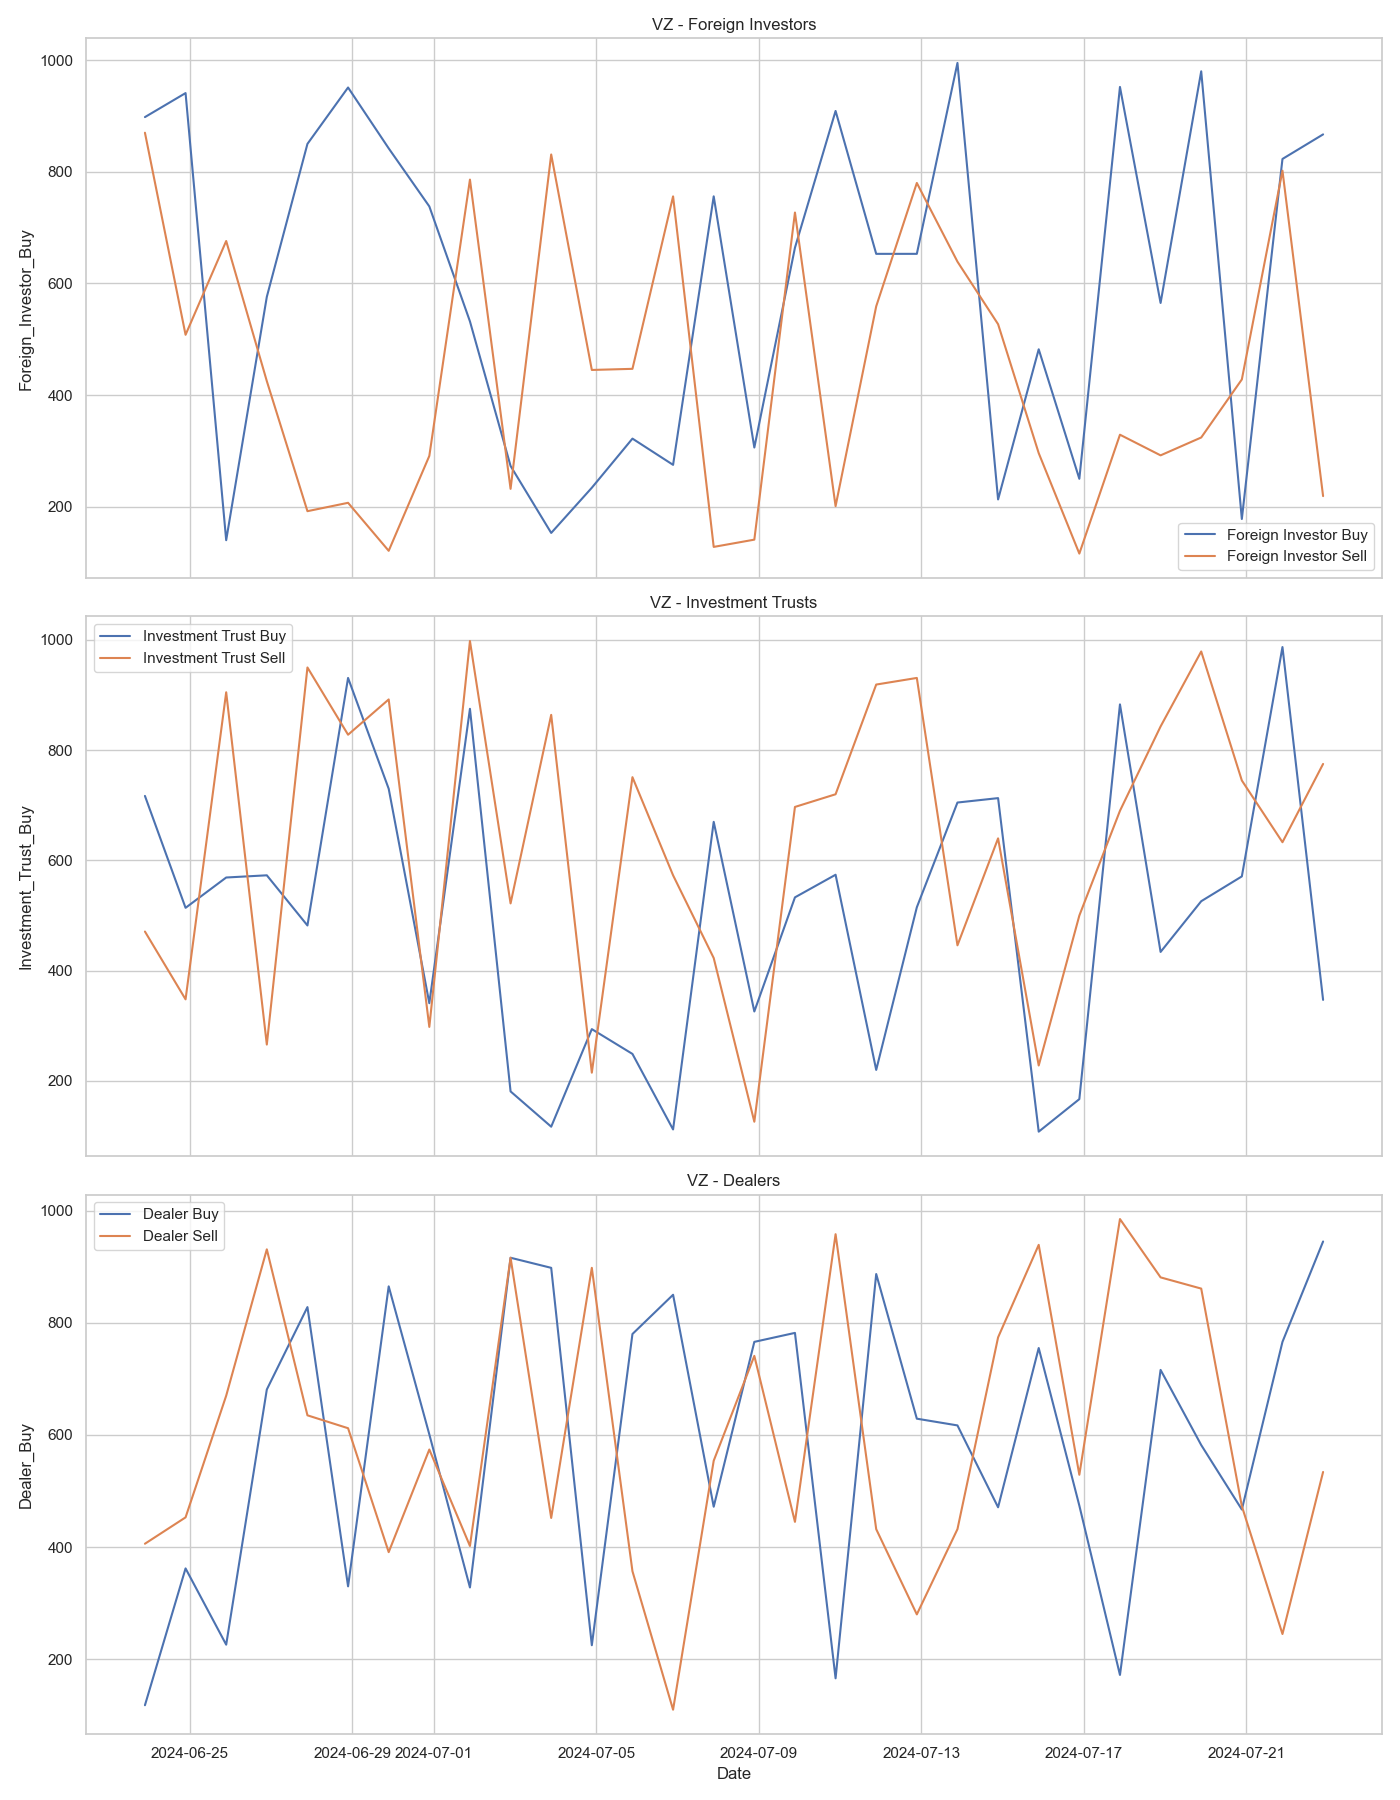 VZ - Foreign Investors
1000
800
600
400
200
Foreign_Investor_Buy
Foreign Investor Buy
Foreign Investor Sell
VZ - Investment Trusts
Investment Trust Buy
Investment Trust Sell
1000
800
600
400
200
Investment_Trust_Buy
VZ - Dealers
Dealer Buy
Dealer Sell
1000
800
600
400
200
Dealer_Buy
2024-06-25 2024-06-29 2024-07-01 2024-07-05 2024-07-09 2024-07-13 2024-07-17 2024-07-21
Date